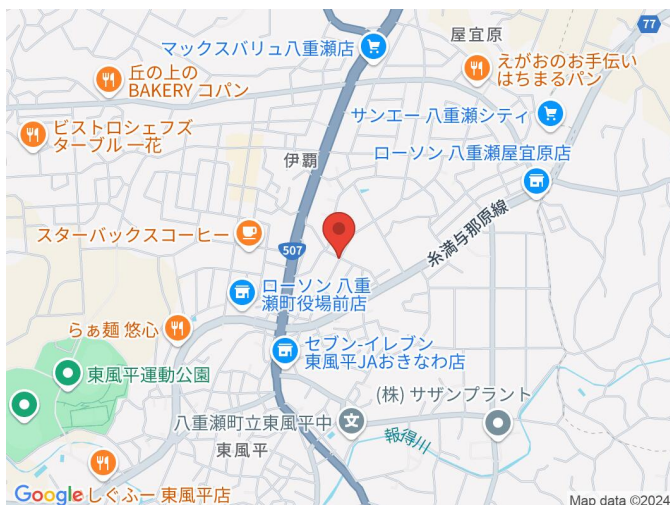 屋宜原
77
マックスバリュ八重瀬店
えがおのお手伝い
はちまるパン
丘の上の
BAKERY コパン
サンエー 八重瀬シティ
ビストロシェフズ
ターブル 一花
伊覇
ローソン 八重瀬屋宜原店
スターバックスコーヒー
507
糸満与那原線
ローソン 八重
瀬町役場前店
らぁ麺 悠心
セブン-イレブン
東風平JAおきなわ店
東風平運動公園
(株) サザンプラント
八重瀬町立東風平中
報得川
東風平
しぐふー 東風平店
Google
Map data ©2024